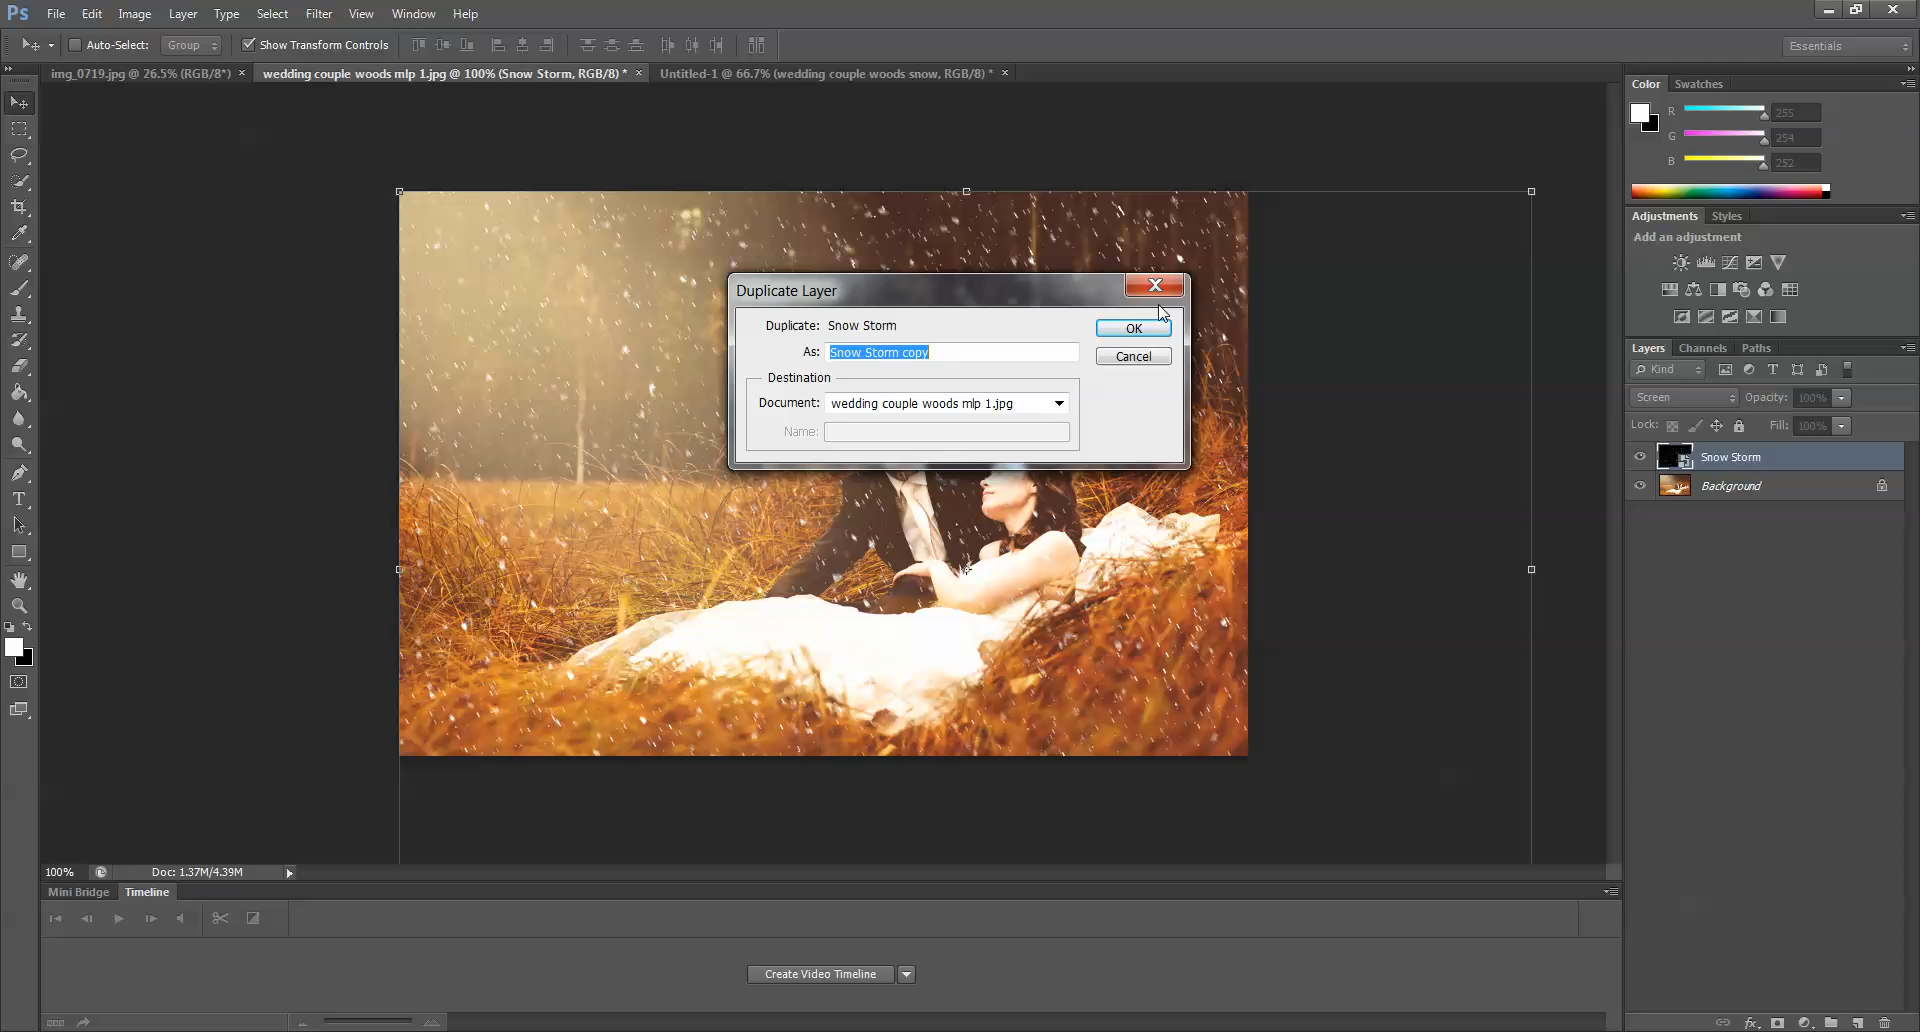 Ps File Edit Image Layer Type Select Filter View Window Help
Auto-Select: Group Show Transform Controls Essentials
img_0719.jpg @ 26.5% (RGB/8*) × wedding couple woods mlp 1.jpg @ 100% (Snow Storm, RGB/8) * × Untitled-1 @ 66.7% (wedding couple woods snow, RGB/8) * ×
Color Swatches
R 255
G 254
B 252
Adjustments Styles
Add an adjustment
Duplicate Layer
Duplicate: Snow Storm
OK
As: Snow Storm copy
Cancel
Destination
Document: wedding couple woods mlp 1.jpg
Name:
Layers Channels Paths
Kind
Screen Opacity: 100%
Lock: Fill: 100%
Snow Storm
Background
100% Doc: 1.37M/4.39M
Mini Bridge Timeline
Create Video Timeline